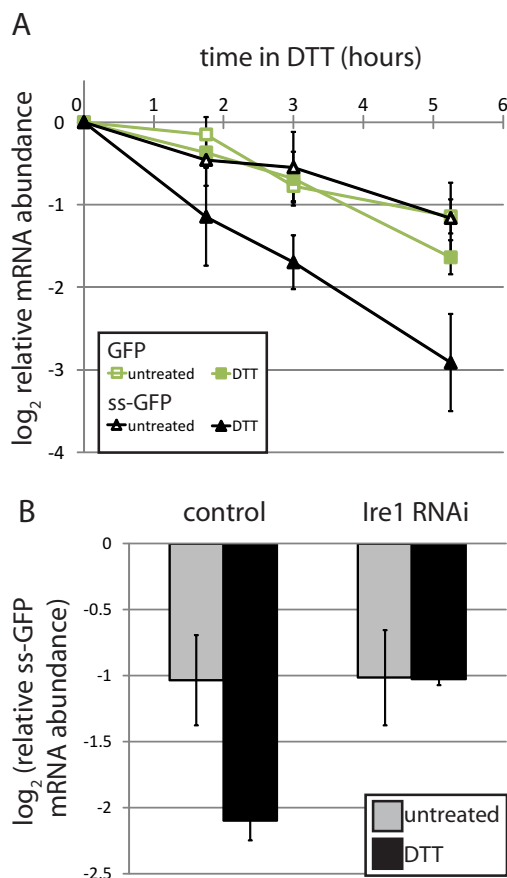 A
time in DTT (hours)
0 1 2 3 4 5 6
0
-1
-2
-3
-4
log2 relative mRNA abundance
GFP
untreated DTT
ss-GFP
untreated DTT
B
control Ire1 RNAi
0
-0.5
-1
-1.5
-2
-2.5
log2 (relative ss-GFP
mRNA abundance)
untreated
DTT